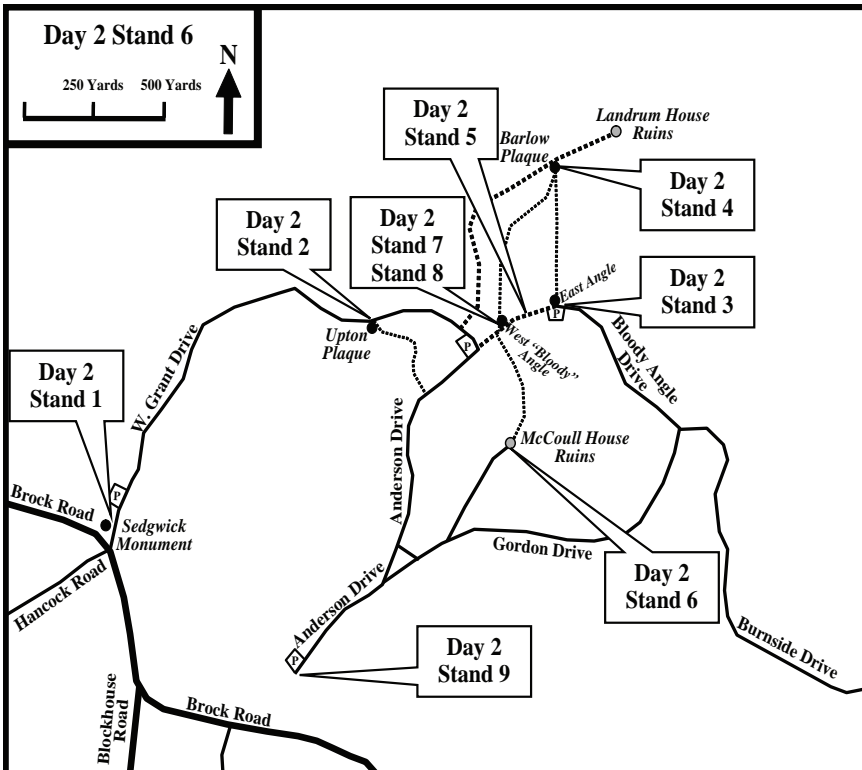 Day 2 Stand 6
N
250 Yards
500 Yards
Day 2
Stand 5
Landrum House
Ruins
Barlow
Plaque
Day 2
Stand 4
Day 2
Stand 2
Day 2
Stand 7
Stand 8
East Angle
P
Day 2
Stand 3
Upton
Plaque
P
West "Bloody"
Angle
Bloody Angle
Drive
W. Grant Drive
Day 2
Stand 1
Anderson Drive
McCoull House
Ruins
P
Brock Road
Sedgwick
Monument
Hancock Road
Gordon Drive
Day 2
Stand 6
Anderson Drive
P
Day 2
Stand 9
Burnside Drive
Blockhouse
Road
Brock Road